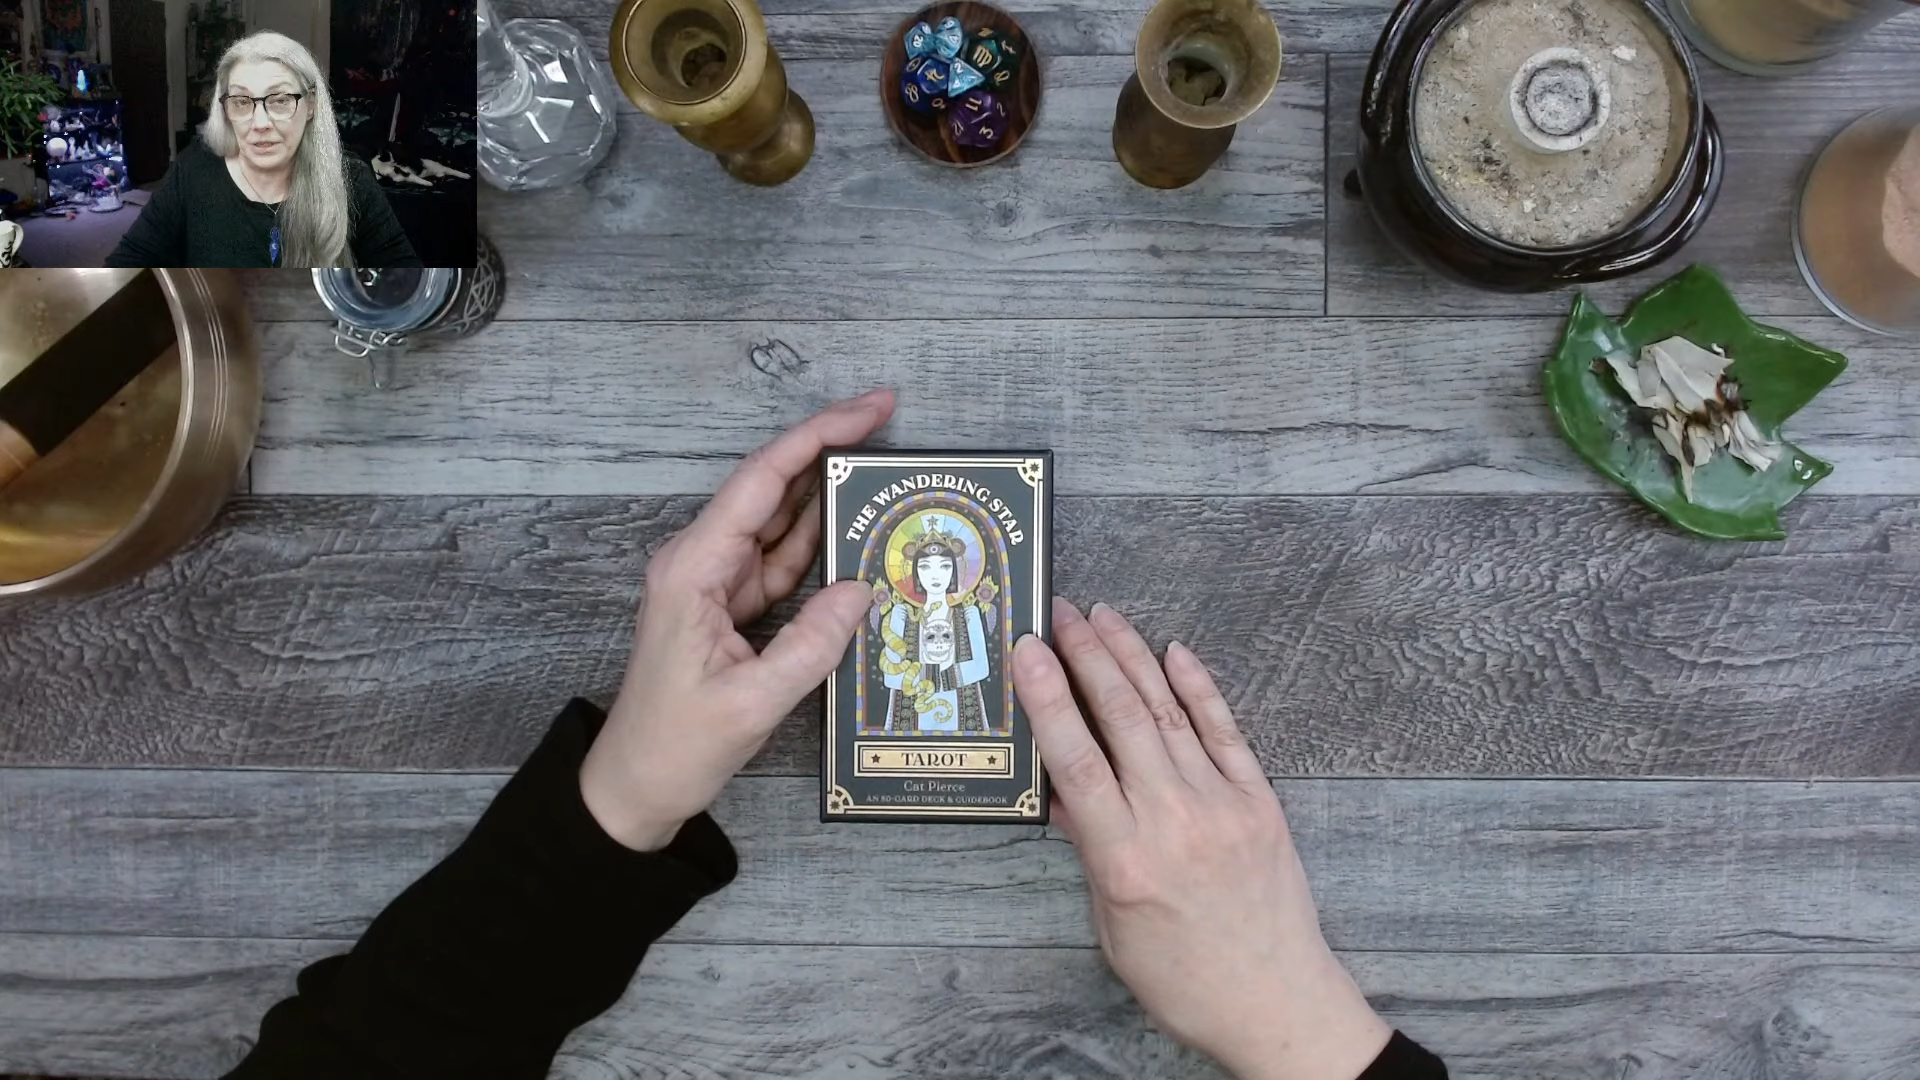 THE WANDERING STAR
TAROT
Cat Pierce
AN 80-CARD DECK & GUIDEBOOK